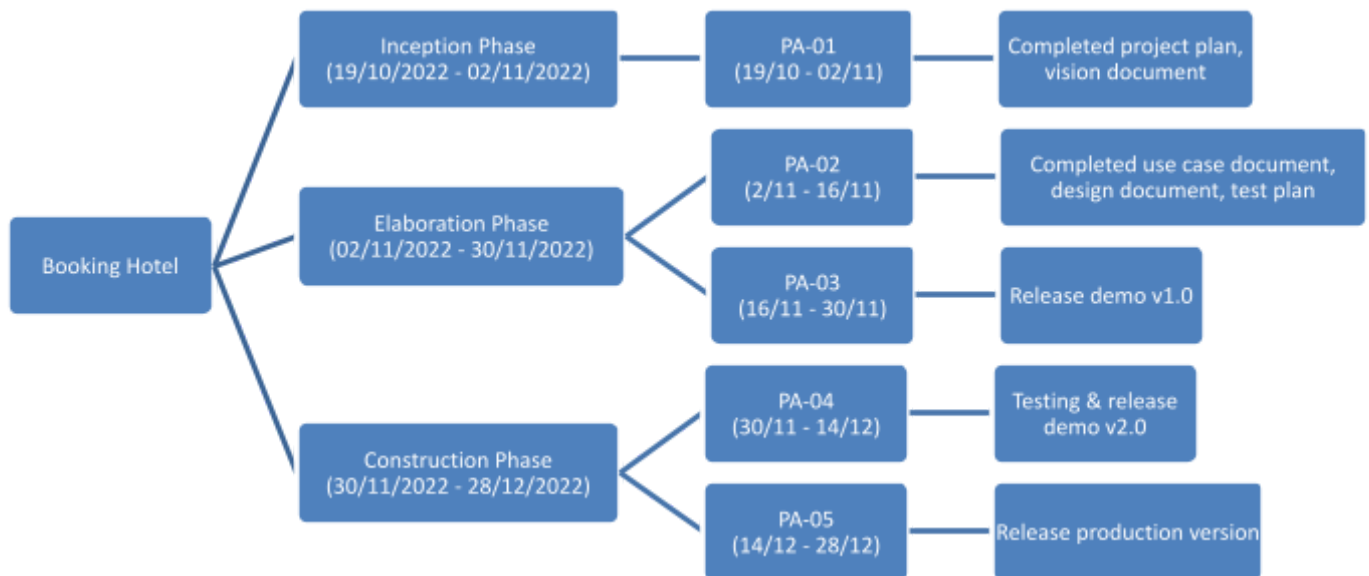 Booking Hotel
Inception Phase
(19/10/2022 - 02/11/2022)
PA-01
(19/10 - 02/11)
Completed project plan,
vision document
Elaboration Phase
(02/11/2022 - 30/11/2022)
PA-02
(2/11 - 16/11)
Completed use case document,
design document, test plan
PA-03
(16/11 - 30/11)
Release demo v1.0
Construction Phase
(30/11/2022 - 28/12/2022)
PA-04
(30/11 - 14/12)
Testing & release
demo v2.0
PA-05
(14/12 - 28/12)
Release production version